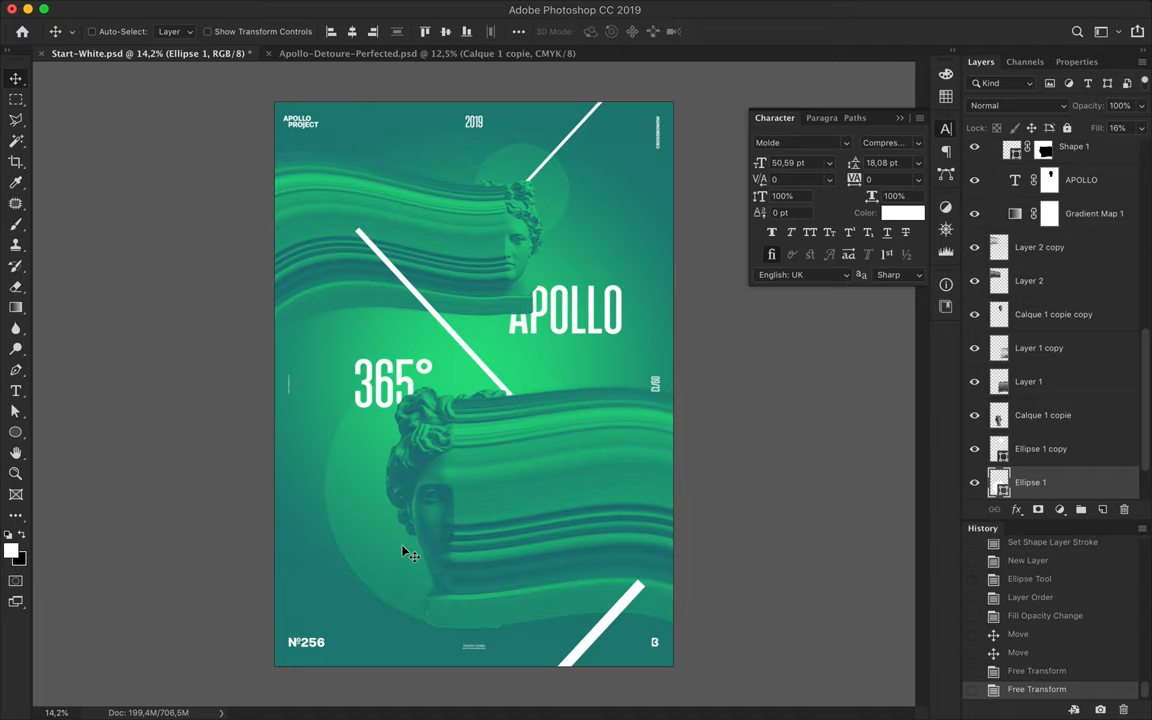 Adobe Photoshop CC 2019
Auto-Select:
Layer
Show Transform Controls
3D Mode:
Start-White.psd @ 14,2% (Ellipse 1, RGB/8) *
Apollo-Detoure-Perfected.psd @ 12,5% (Calque 1 copie, CMYK/8)
APOLLO
PROJECT
2019
APOLLO
365°
09/13
Nº256
Character
Paragra
Paths
Molde
Compres...
50,59 pt
18,08 pt
0
0
100%
100%
0 pt
Color:
English: UK
Sharp
Layers
Channels
Properties
Kind
Normal
Opacity: 100%
Lock:
Fill: 16%
Shape 1
APOLLO
Gradient Map 1
Layer 2 copy
Layer 2
Calque 1 copie copy
Layer 1 copy
Layer 1
Calque 1 copie
Ellipse 1 copy
Ellipse 1
History
Set Shape Layer Stroke
New Layer
Ellipse Tool
Layer Order
Fill Opacity Change
Move
Move
Free Transform
Free Transform
14,2%
Doc: 199,4M/706,5M